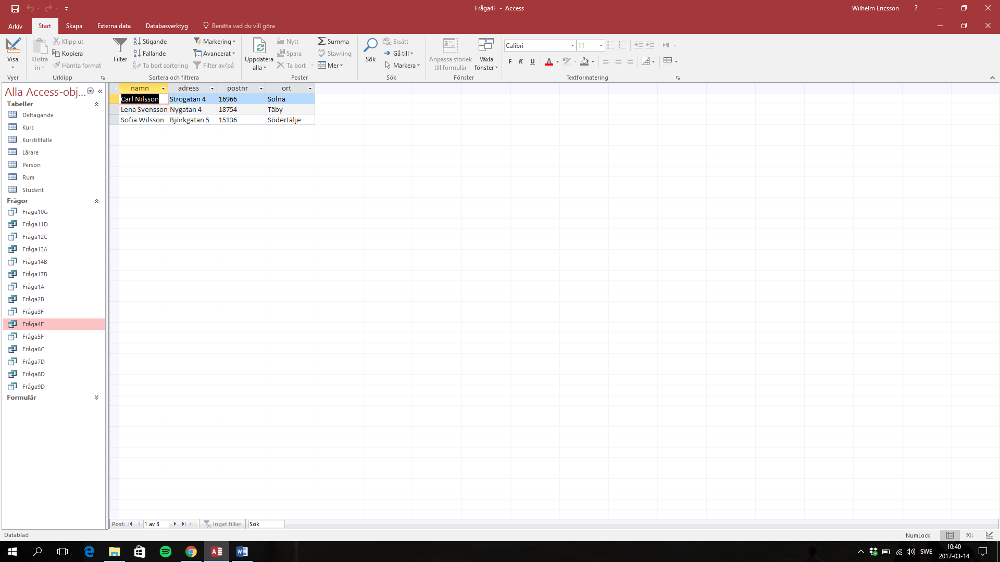 Fråga4F - Access
Wilhelm Ericsson ?
Arkiv Start Skapa Externa data Databasverktyg Berätta vad du vill göra
Visa
Vyer
Klistra in
Klipp ut
Kopiera
Hämta format
Urklipp
Filter
Stigande
Fallande
Ta bort sortering
Markering
Avancerat
Filter av/på
Sortera och filtrera
Uppdatera alla
Nytt
Spara
Ta bort
Summa
Stavning
Mer
Poster
Sök
Ersätt
Gå till
Markera
Sök
Anpassa storlek till formulär
Växla fönster
Fönster
Calibri 11
F K U
Textformatering
Alla Access-obj...
Tabeller
Deltagande
Kurs
Kurstillfälle
Lärare
Person
Rum
Student
Frågor
Fråga10G
Fråga11D
Fråga12C
Fråga13A
Fråga14B
Fråga17B
Fråga1A
Fråga2B
Fråga3F
Fråga4F
Fråga5F
Fråga6C
Fråga7D
Fråga8D
Fråga9D
Formulär
namn adress postnr ort
Carl Nilsson Strogatan 4 16966 Solna
Lena Svensson Nygatan 4 18754 Täby
Sofia Wilsson Björkgatan 5 15136 Södertälje
Post: 1 av 3 Inget filter Sök
Datablad NumLock SQL
SWE 10:40
2017-03-14